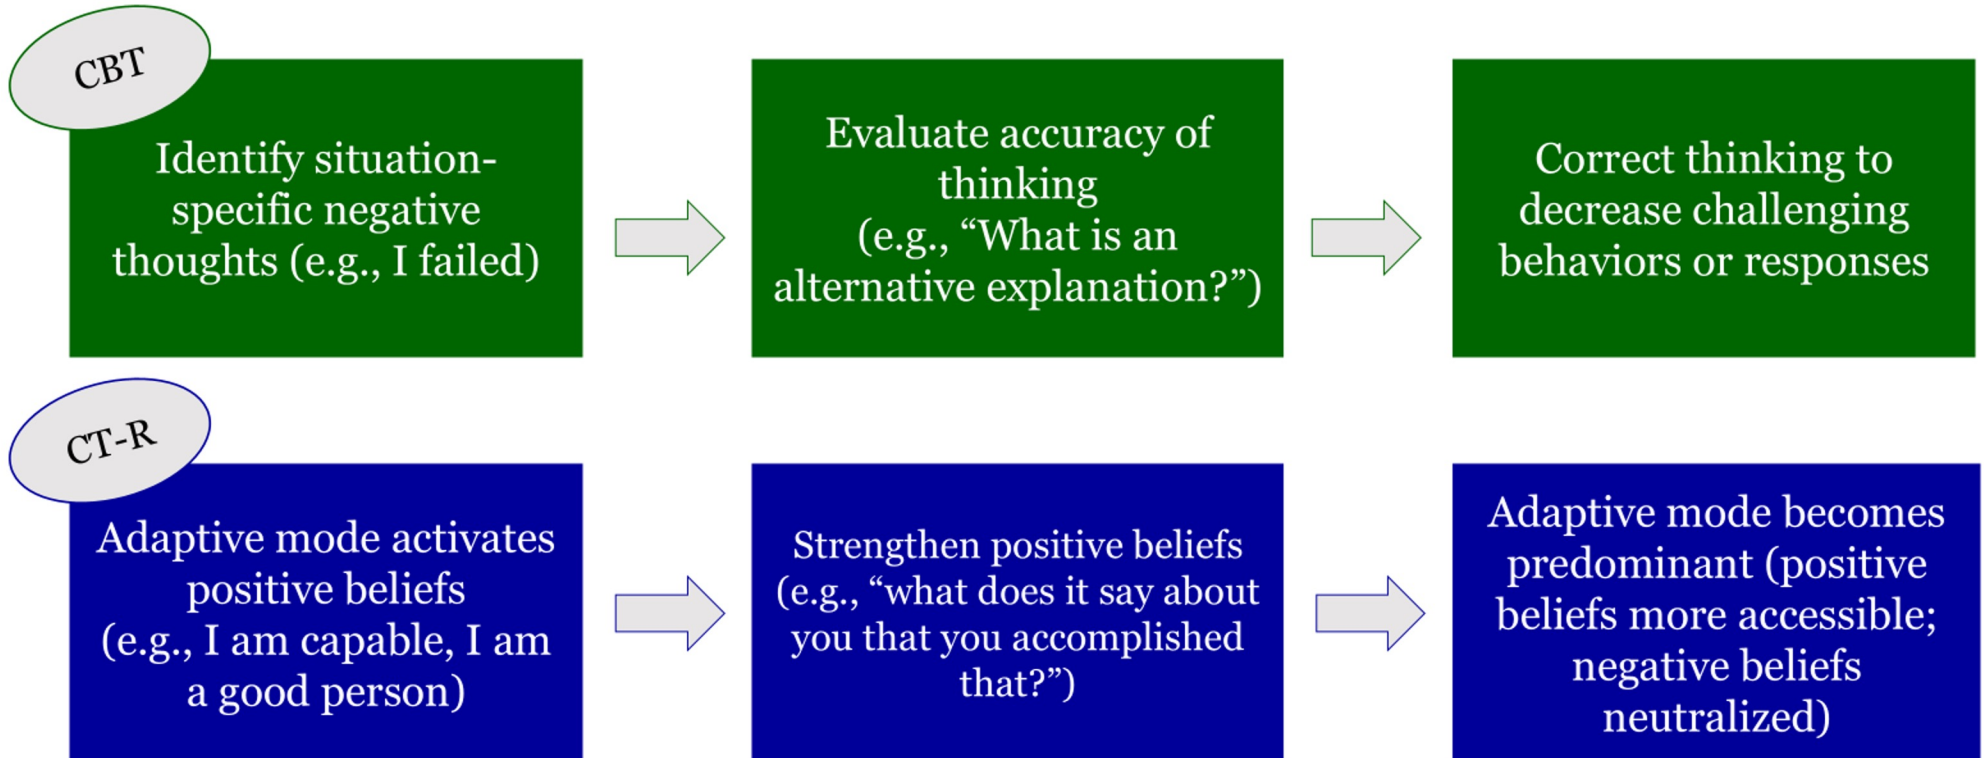 CBT
Identify situation-
specific negative
thoughts (e.g., I failed)
Evaluate accuracy of
thinking
(e.g., “What is an
alternative explanation?”)
Correct thinking to
decrease challenging
behaviors or responses
CT-R
Adaptive mode activates
positive beliefs
(e.g., I am capable, I am
a good person)
Strengthen positive beliefs
(e.g., “what does it say about
you that you accomplished
that?”)
Adaptive mode becomes
predominant (positive
beliefs more accessible;
negative beliefs
neutralized)